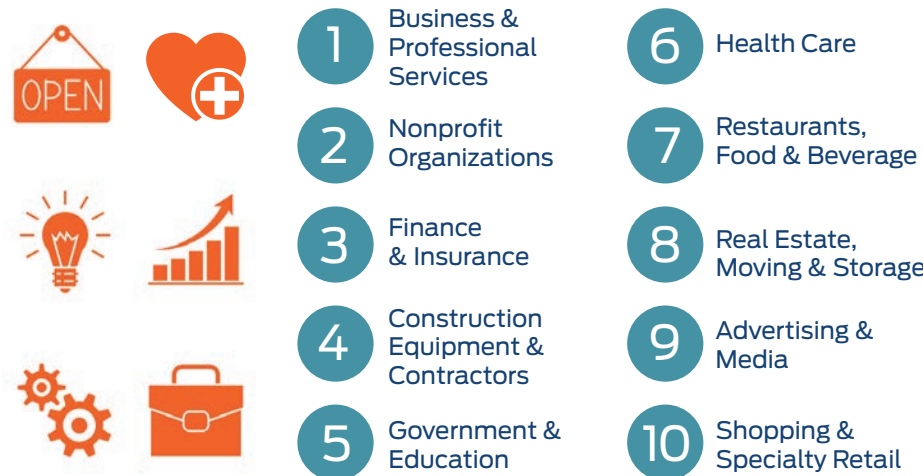 OPEN
1
Business &
Professional
Services
2
Nonprofit
Organizations
3
Finance
& Insurance
4
Construction
Equipment &
Contractors
5
Government &
Education
6
Health Care
7
Restaurants,
Food & Beverage
8
Real Estate,
Moving & Storage
9
Advertising &
Media
10
Shopping &
Specialty Retail